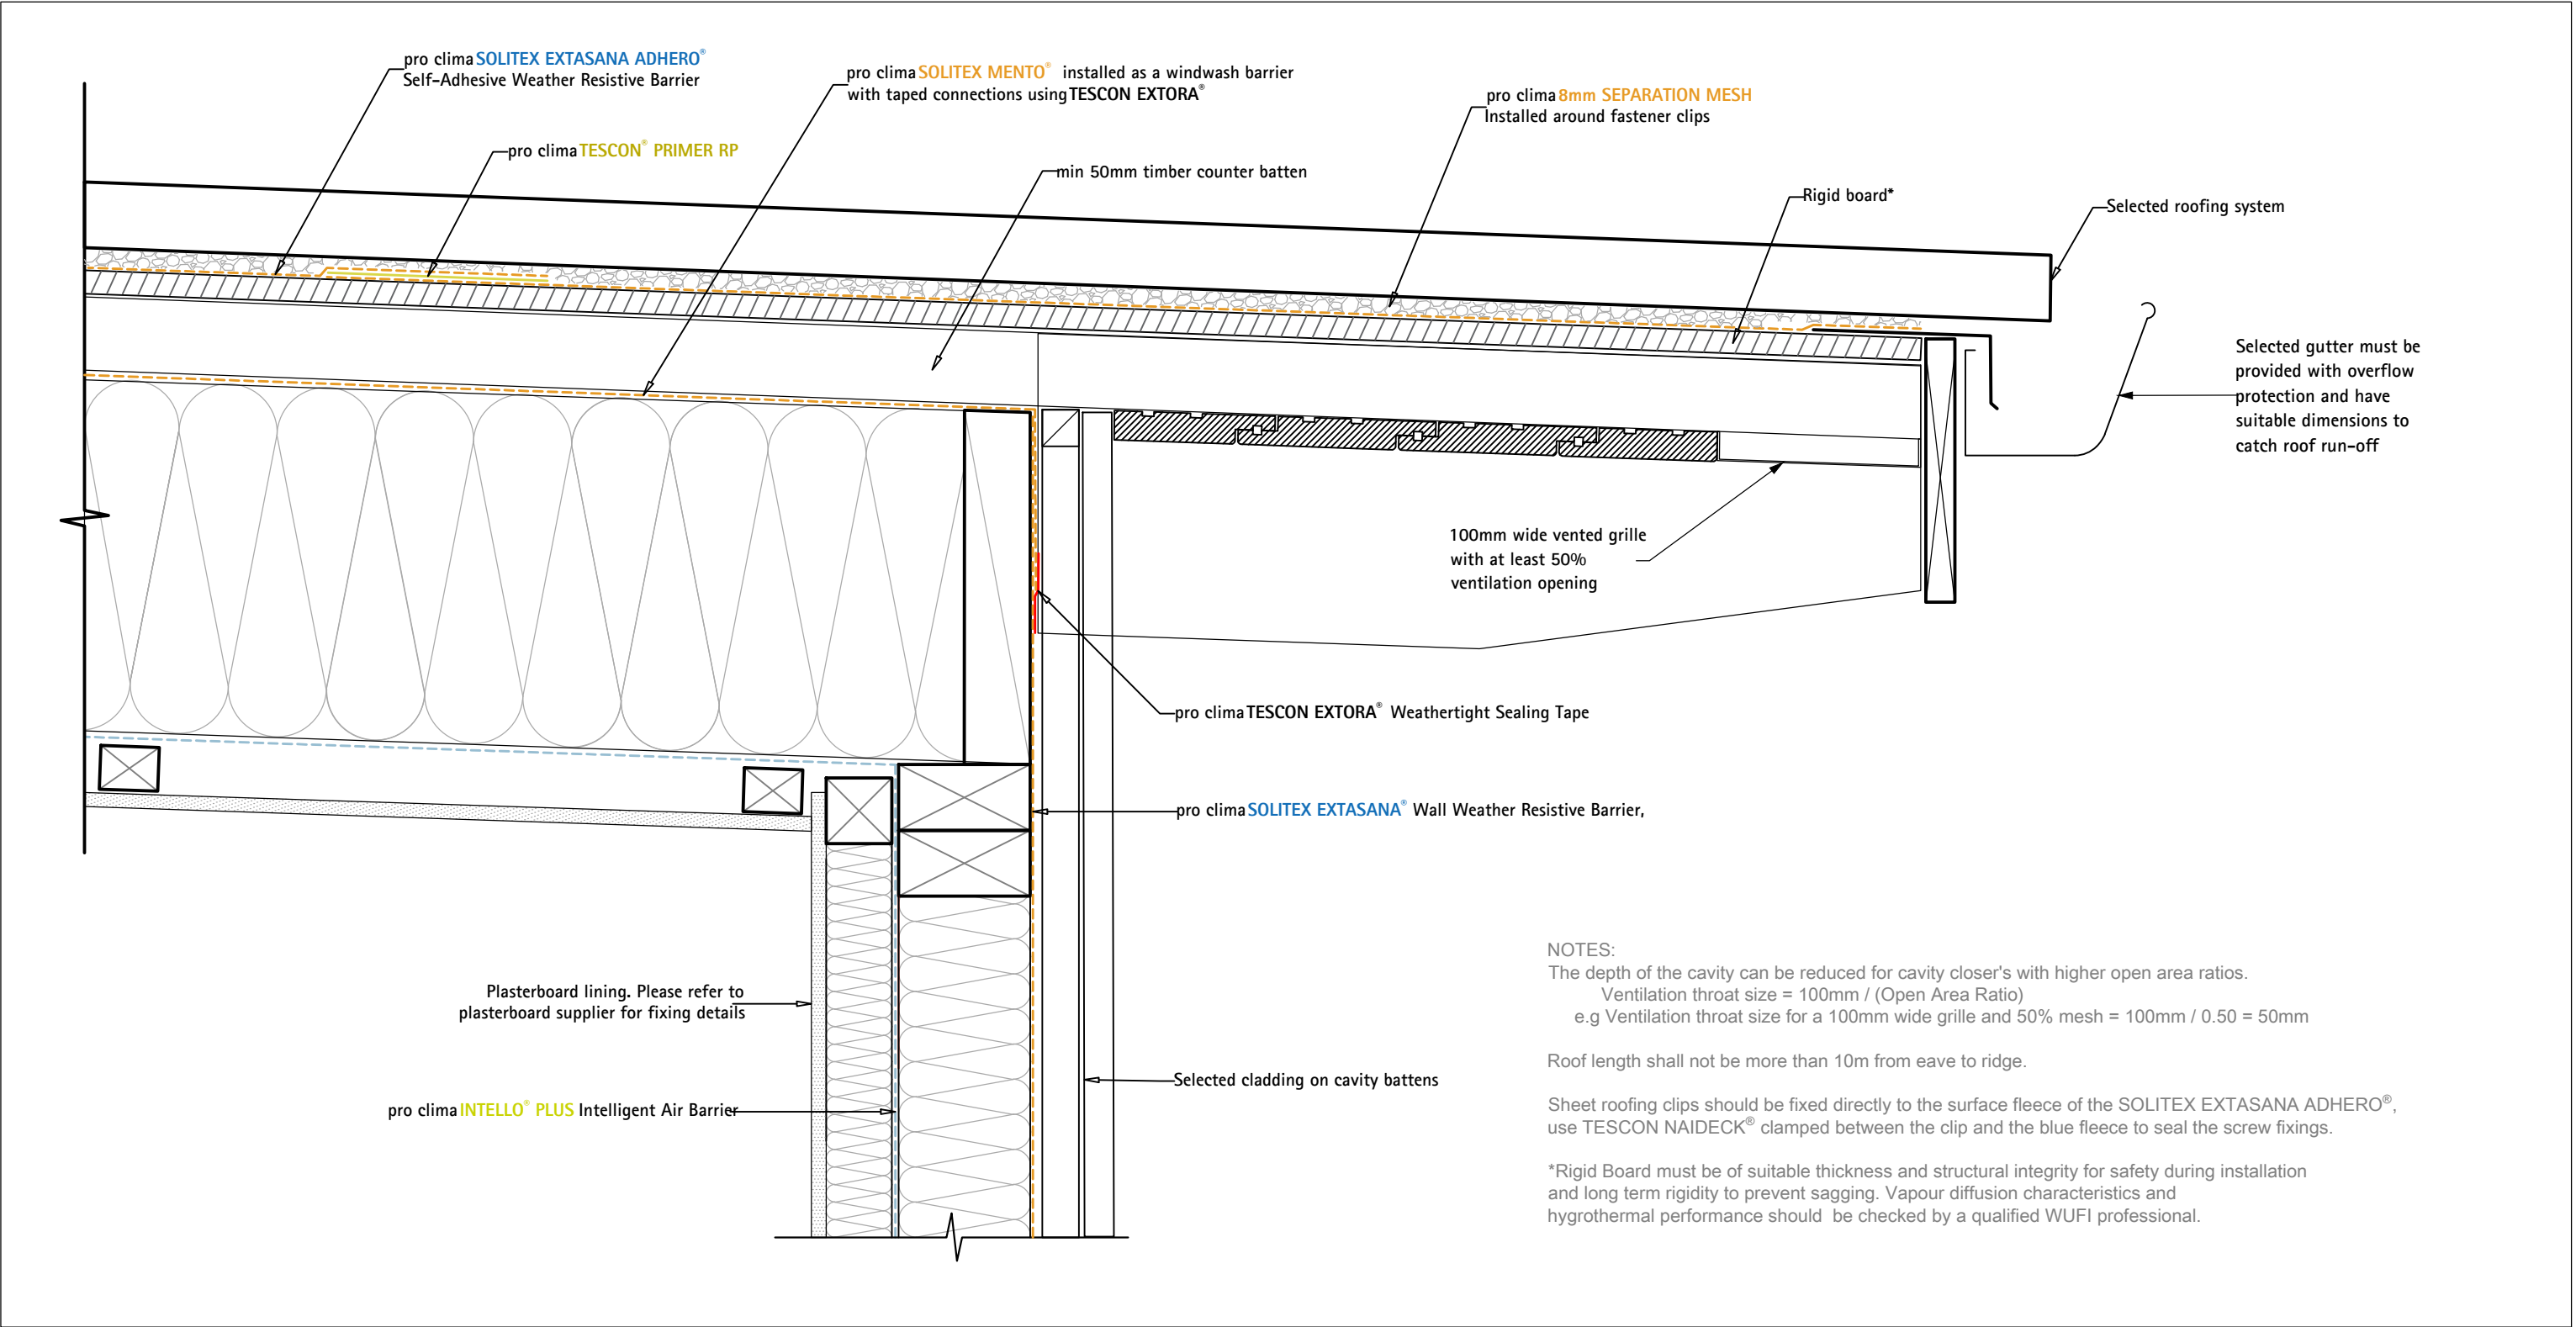 pro clima SOLITEX EXTASANA ADHERO®
Self-Adhesive Weather Resistive Barrier
pro clima SOLITEX MENTO® installed as a windwash barrier
with taped connections using TESCON EXTORA®
pro clima 8mm SEPARATION MESH
Installed around fastener clips
pro clima TESCON® PRIMER RP
min 50mm timber counter batten
Rigid board*
Selected roofing system
Selected gutter must be
provided with overflow
protection and have
suitable dimensions to
catch roof run-off
100mm wide vented grille
with at least 50%
ventilation opening
pro clima TESCON EXTORA® Weathertight Sealing Tape
pro clima SOLITEX EXTASANA® Wall Weather Resistive Barrier,
Plasterboard lining. Please refer to
plasterboard supplier for fixing details
pro clima INTELLO® PLUS Intelligent Air Barrier
Selected cladding on cavity battens
NOTES:
The depth of the cavity can be reduced for cavity closer's with higher open area ratios.
Ventilation throat size = 100mm / (Open Area Ratio)
e.g Ventilation throat size for a 100mm wide grille and 50% mesh = 100mm / 0.50 = 50mm
Roof length shall not be more than 10m from eave to ridge.
Sheet roofing clips should be fixed directly to the surface fleece of the SOLITEX EXTASANA ADHERO®,
use TESCON NAIDECK® clamped between the clip and the blue fleece to seal the screw fixings.
*Rigid Board must be of suitable thickness and structural integrity for safety during installation
and long term rigidity to prevent sagging. Vapour diffusion characteristics and
hygrothermal performance should be checked by a qualified WUFI professional.